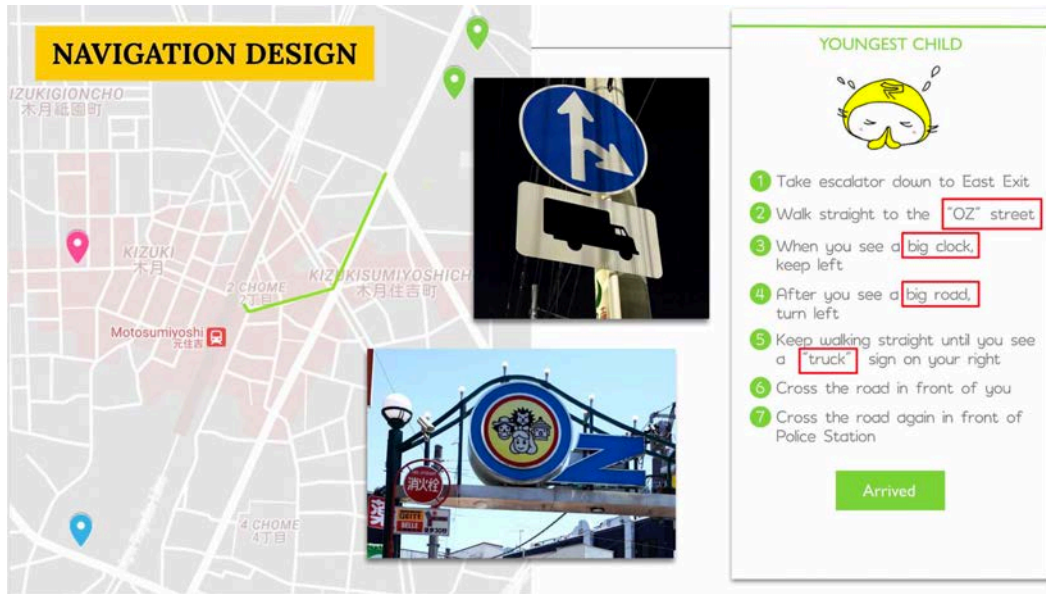 NAVIGATION DESIGN
IZUKIGIONCHO
木月祗園町
KIZUKI
木月
KIZUKISUMIYOSHICH
木月住吉町
2 CHOME
2丁目
Motosumiyoshi
元住吉
4 CHOME
4丁目
消火栓
OZ
YOUNGEST CHILD
1 Take escalator down to East Exit
2 Walk straight to the "OZ" street
3 When you see a big clock,
keep left
4 After you see a big road,
turn left
5 Keep walking straight until you see
a "truck" sign on your right
6 Cross the road in front of you
7 Cross the road again in front of
Police Station
Arrived